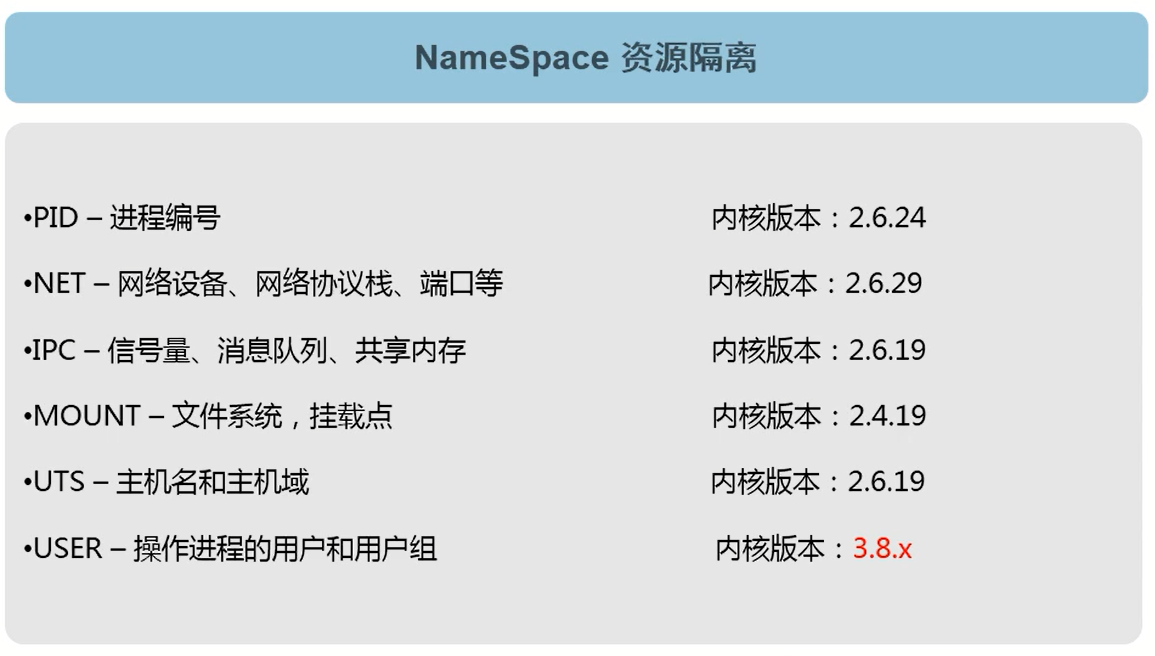 NameSpace 资源隔离
•PID – 进程编号 内核版本：2.6.24
•NET – 网络设备、网络协议栈、端口等 内核版本：2.6.29
•IPC – 信号量、消息队列、共享内存 内核版本：2.6.19
•MOUNT – 文件系统，挂载点 内核版本：2.4.19
•UTS – 主机名和主机域 内核版本：2.6.19
•USER – 操作进程的用户和用户组 内核版本：3.8.x